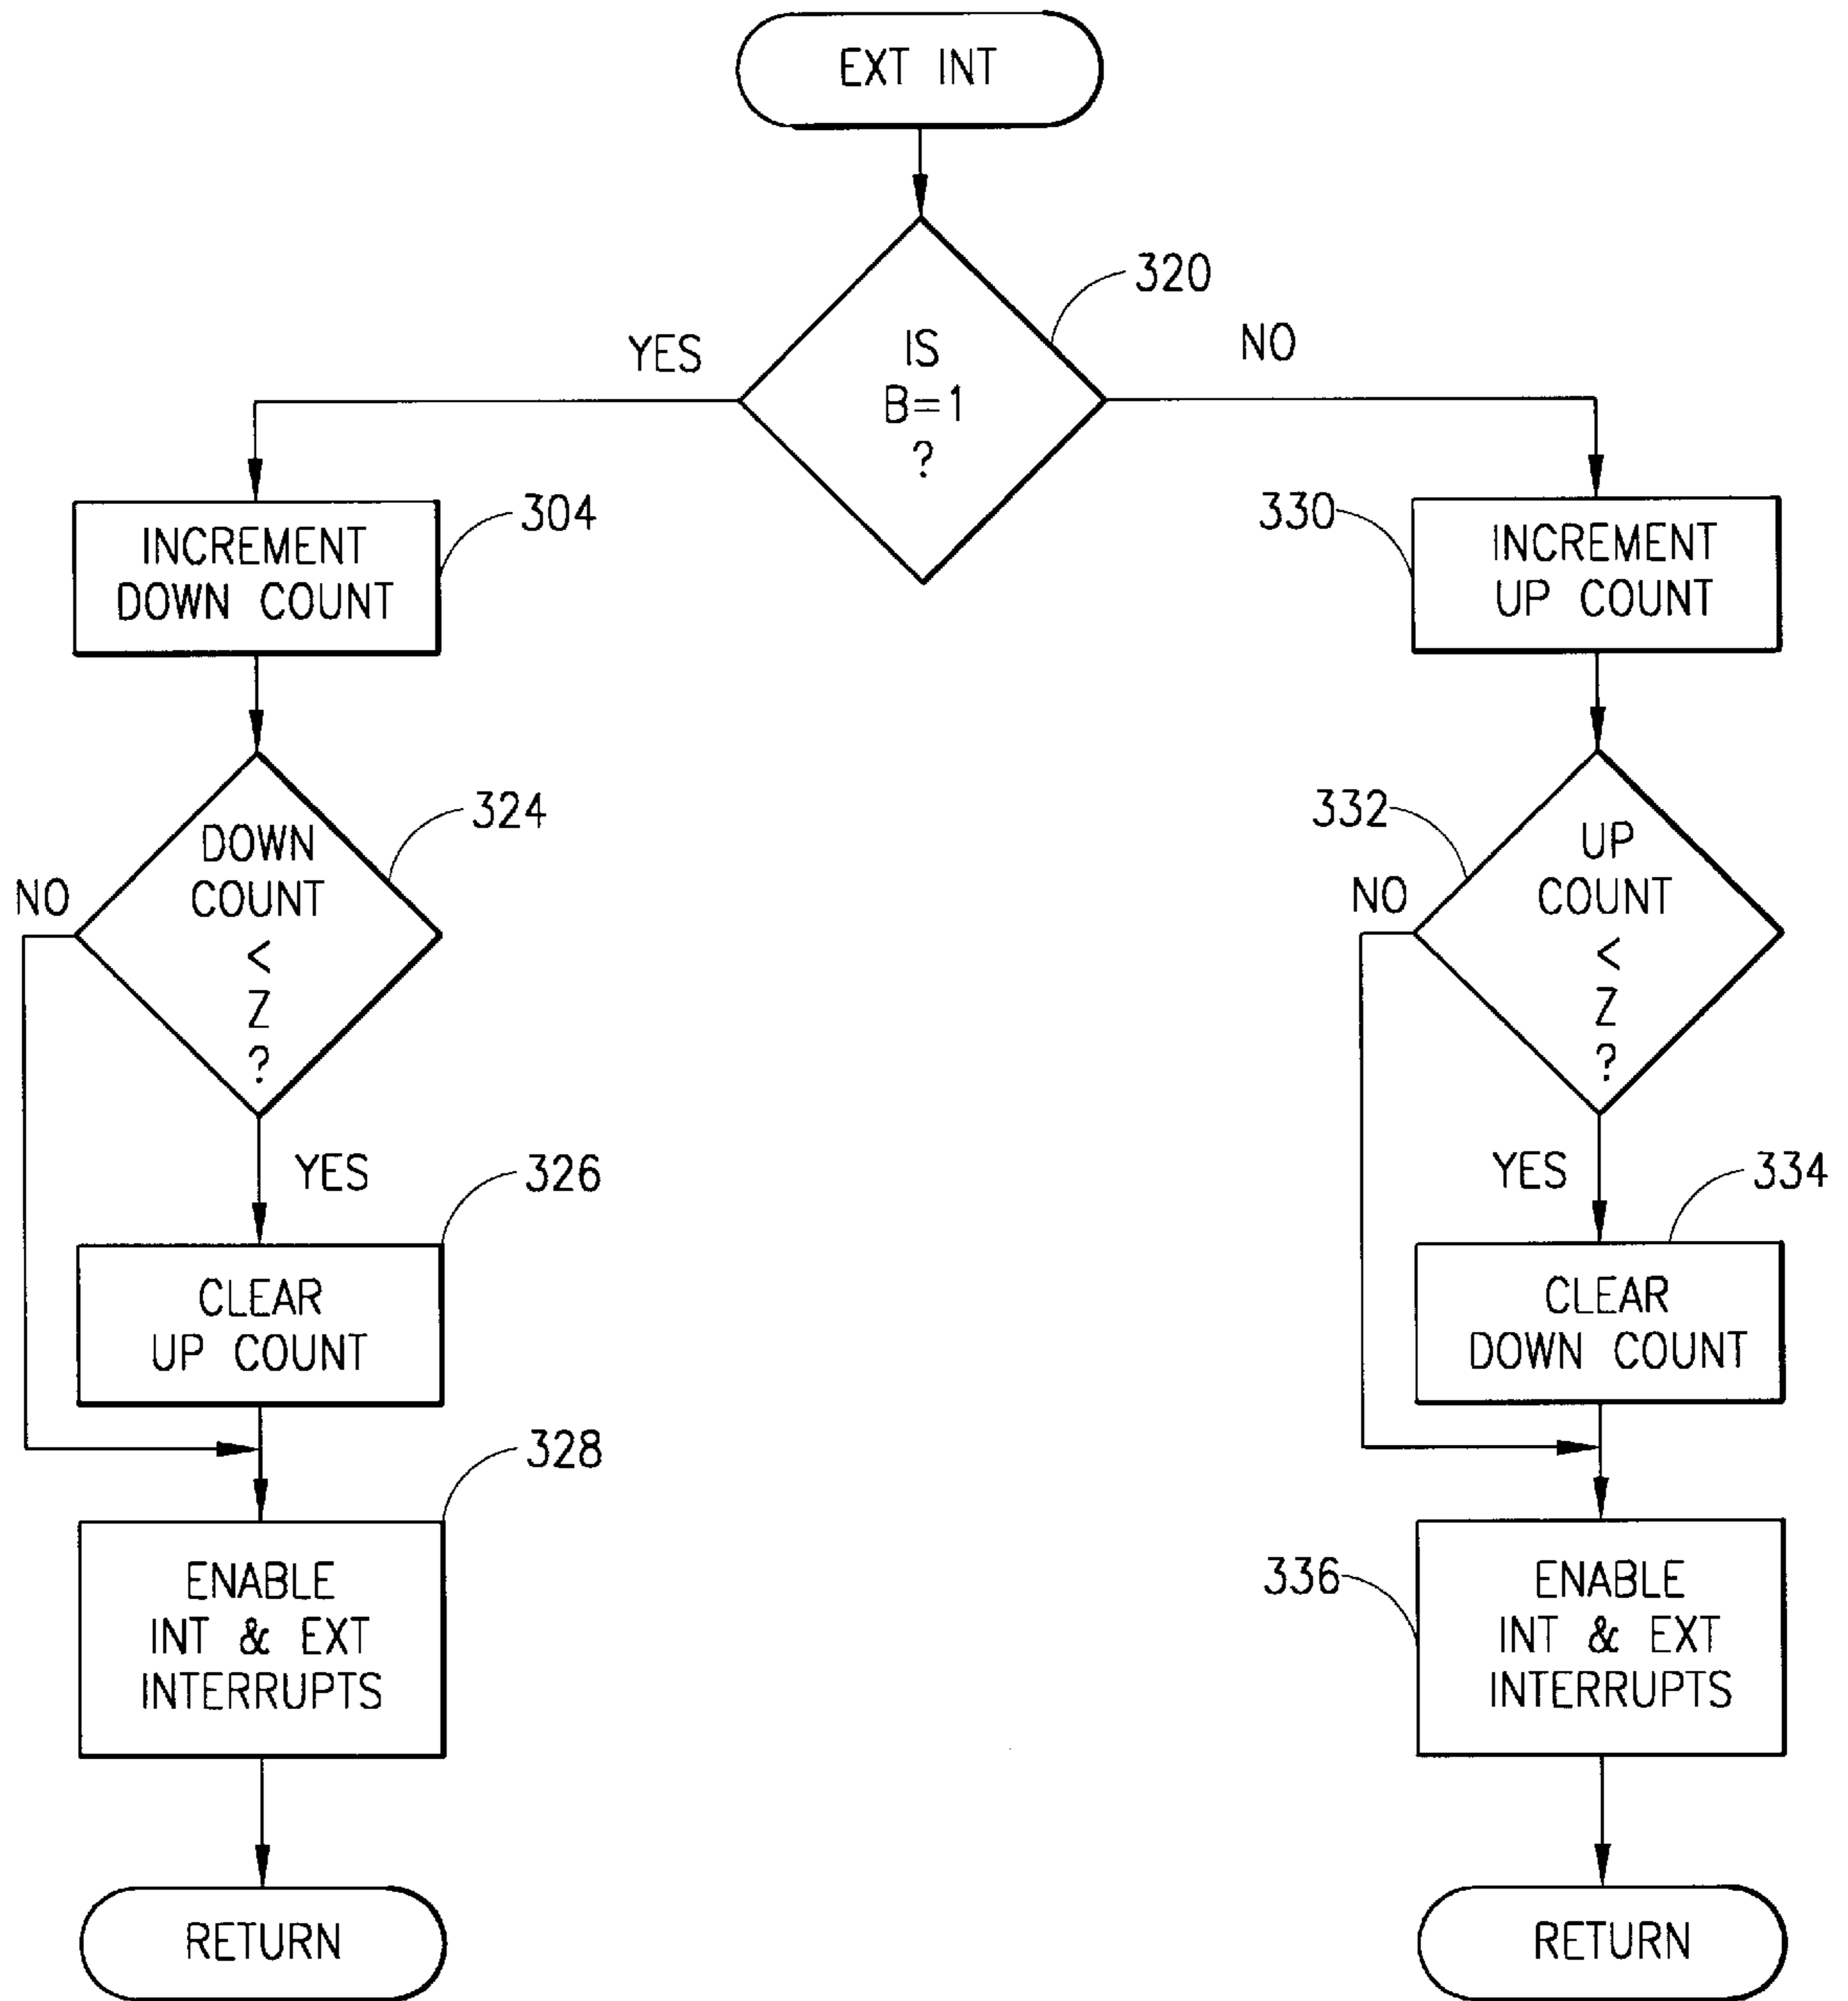 EXT INT
320
IS
B=1
?
YES
NO
304
INCREMENT
DOWN COUNT
330
INCREMENT
UP COUNT
324
DOWN
COUNT
<
Z
?
NO
YES
326
CLEAR
UP COUNT
328
ENABLE
INT & EXT
INTERRUPTS
RETURN
332
UP
COUNT
<
Z
?
NO
YES
334
CLEAR
DOWN COUNT
336
ENABLE
INT & EXT
INTERRUPTS
RETURN